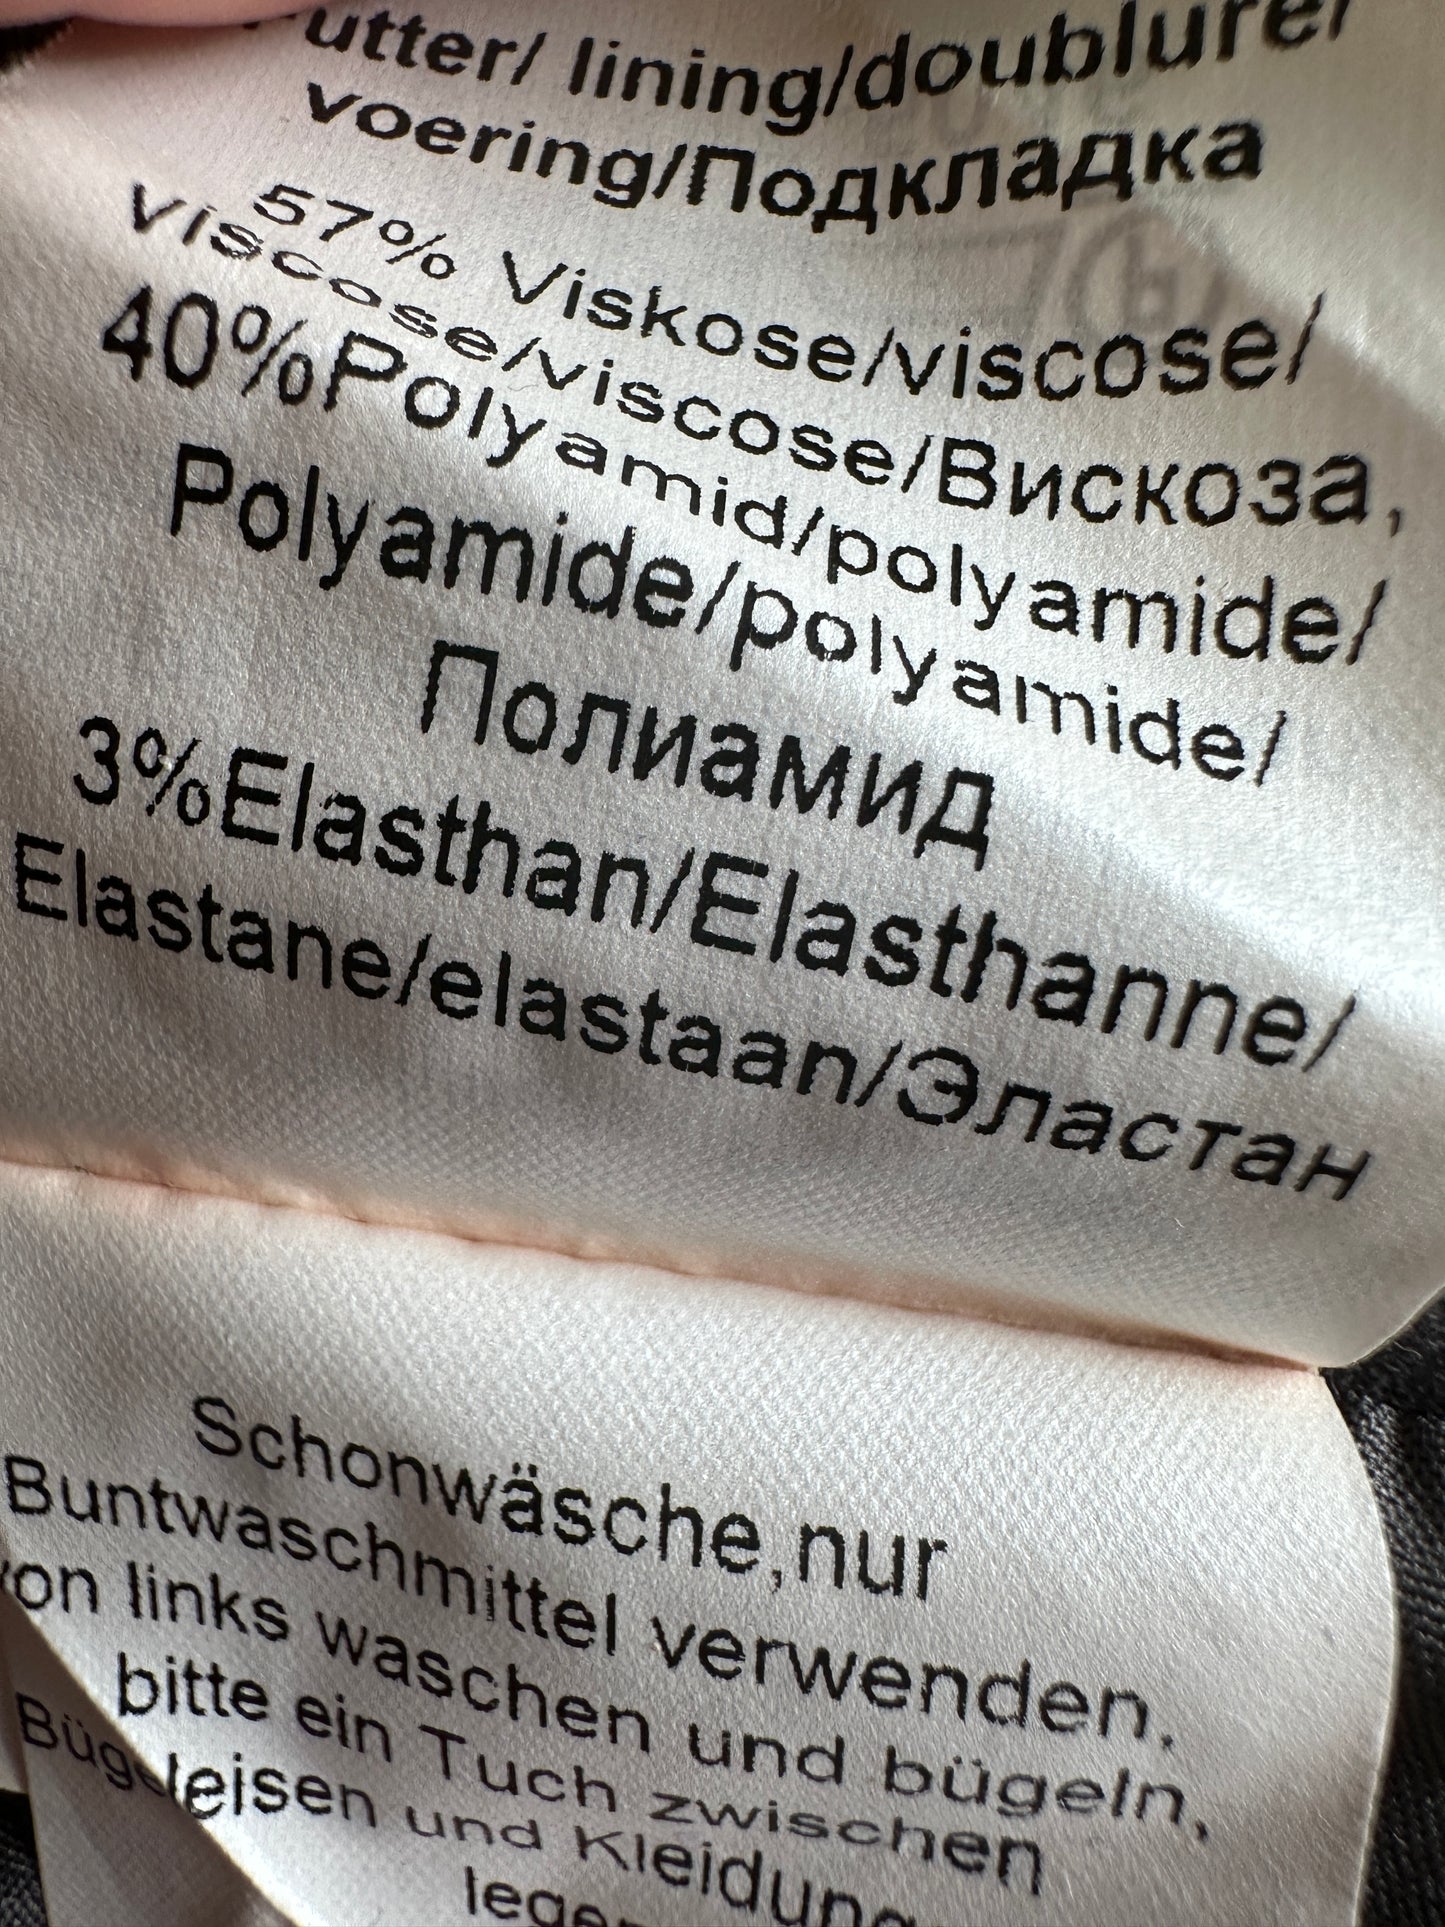 Futter/ lining/doublure/
voering/Подкладка
57% Viskose/viscose/
viscose/viscose/Вискоза,
40%Polyamid/polyamide/
Polyamide/polyamide/
Полиамид
3%Elasthan/Elasthanne/
Elastane/elastaan/Эластан
Schonwäsche,nur
Buntwaschmittel verwenden.
von links waschen und bügeln,
bitte ein Tuch zwischen
Bügeleisen und Kleidung